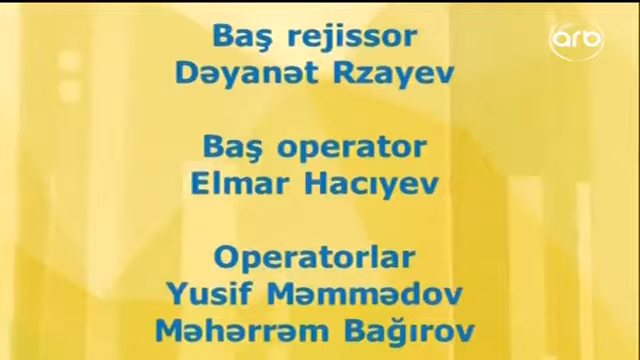 Baş rejissor
arb
Dəyanət Rzayev
Baş operator
Elmar Hacıyev
Operatorlar
Yusif Məmmədov
Məhərrəm Bağırov